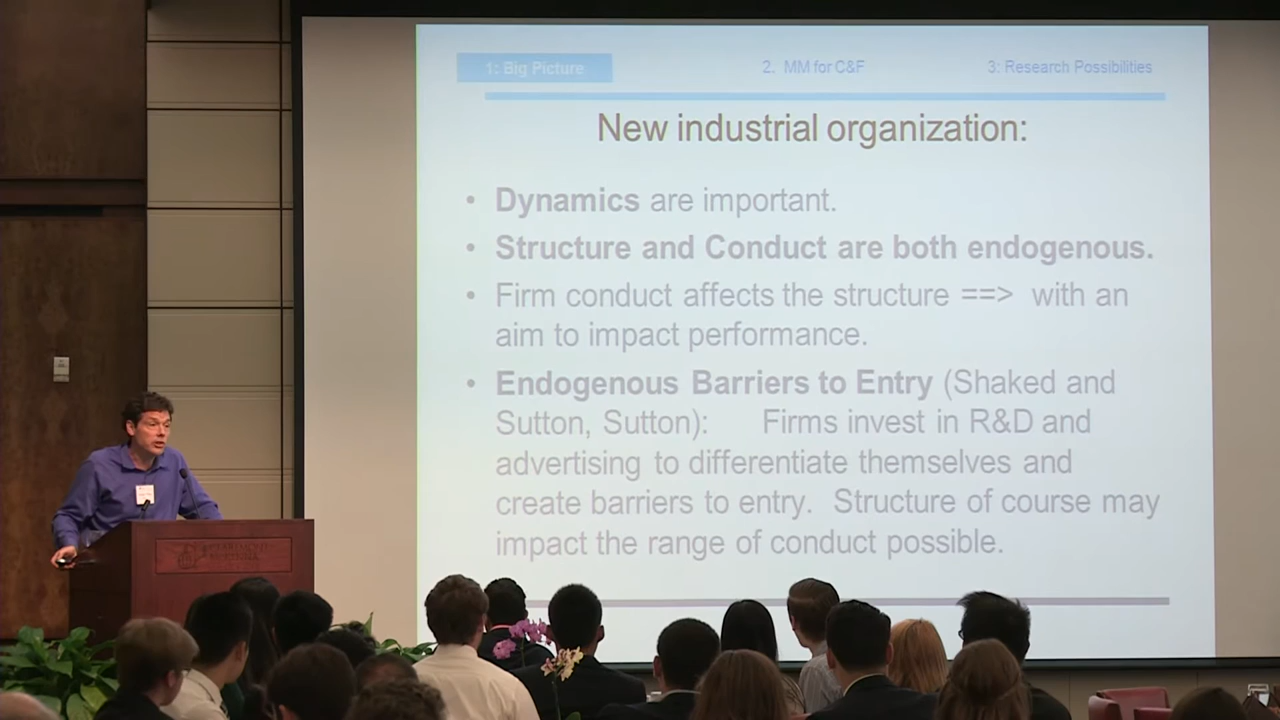 1: Big Picture 2. MM for C&F 3: Research Possibilities
New industrial organization:
• Dynamics are important.
• Structure and Conduct are both endogenous.
• Firm conduct affects the structure ==> with an
aim to impact performance.
• Endogenous Barriers to Entry (Shaked and
Sutton, Sutton): Firms invest in R&D and
advertising to differentiate themselves and
create barriers to entry. Structure of course may
impact the range of conduct possible.